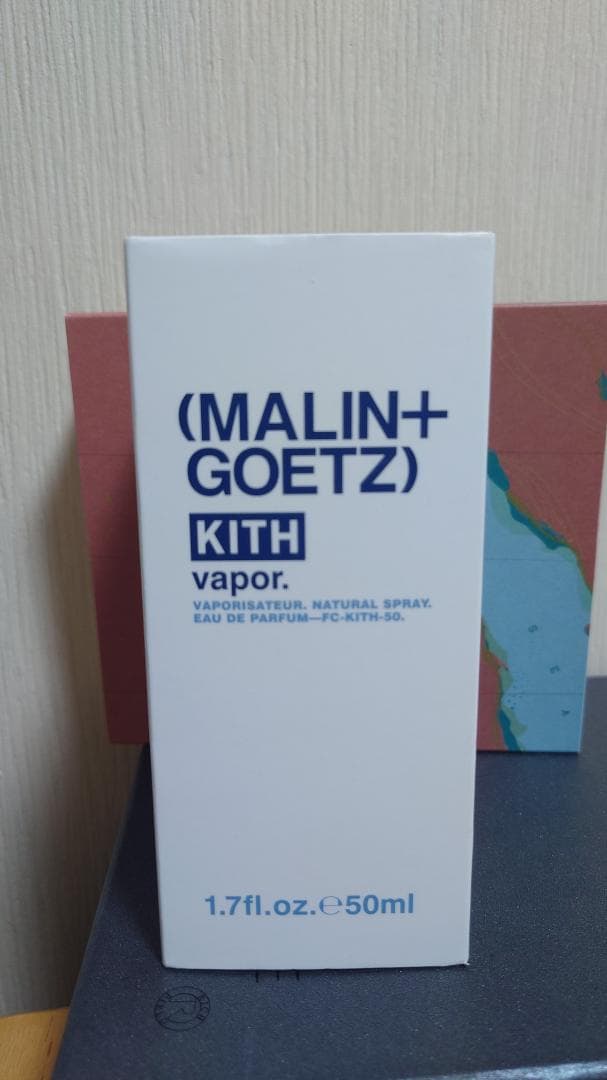 (MALIN+
GOETZ)
KITH
vapor.
VAPORISATEUR. NATURAL SPRAY.
EAU DE PARFUM—FC-KITH-50.
1.7fl.oz.℮50ml